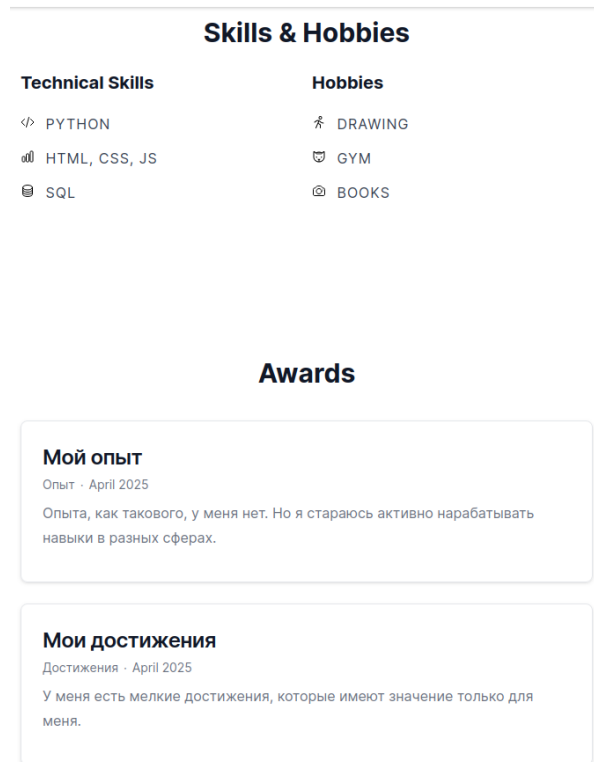 Skills & Hobbies
Technical Skills
PYTHON
HTML, CSS, JS
SQL
Hobbies
DRAWING
GYM
BOOKS
Awards
Мой опыт
Опыт · April 2025
Опыта, как такового, у меня нет. Но я стараюсь активно нарабатывать
навыки в разных сферах.
Мои достижения
Достижения · April 2025
У меня есть мелкие достижения, которые имеют значение только для
меня.